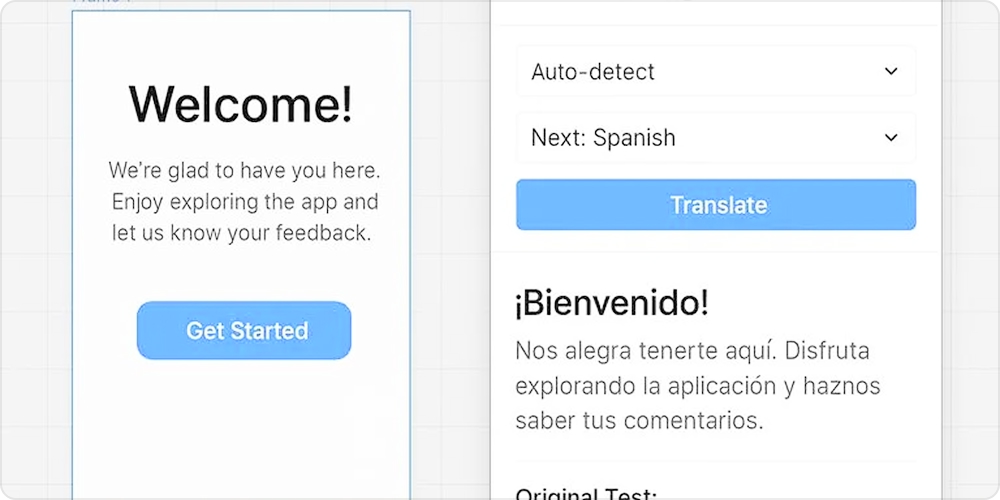 Welcome!
We're glad to have you here.
Enjoy exploring the app and
let us know your feedback.
Get Started
Auto-detect
Next: Spanish
Translate
¡Bienvenido!
Nos alegra tenerte aquí. Disfruta
explorando la aplicación y haznos
saber tus comentarios.
Original Test: